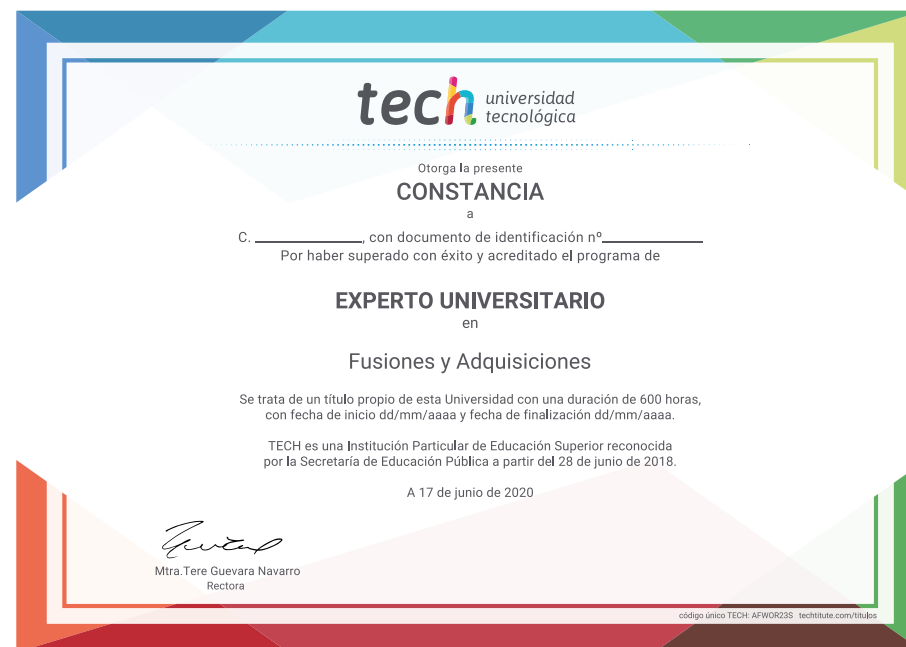 tech universidad
tecnológica
Otorga la presente
CONSTANCIA
a
C. ____________, con documento de identificación nº____________
Por haber superado con éxito y acreditado el programa de
EXPERTO UNIVERSITARIO
en
Fusiones y Adquisiciones
Se trata de un título propio de esta Universidad con una duración de 600 horas,
con fecha de inicio dd/mm/aaaa y fecha de finalización dd/mm/aaaa.
TECH es una Institución Particular de Educación Superior reconocida
por la Secretaría de Educación Pública a partir del 28 de junio de 2018.
A 17 de junio de 2020
Mtra.Tere Guevara Navarro
Rectora
código único TECH: AFWOR23S techtitute.com/titulos